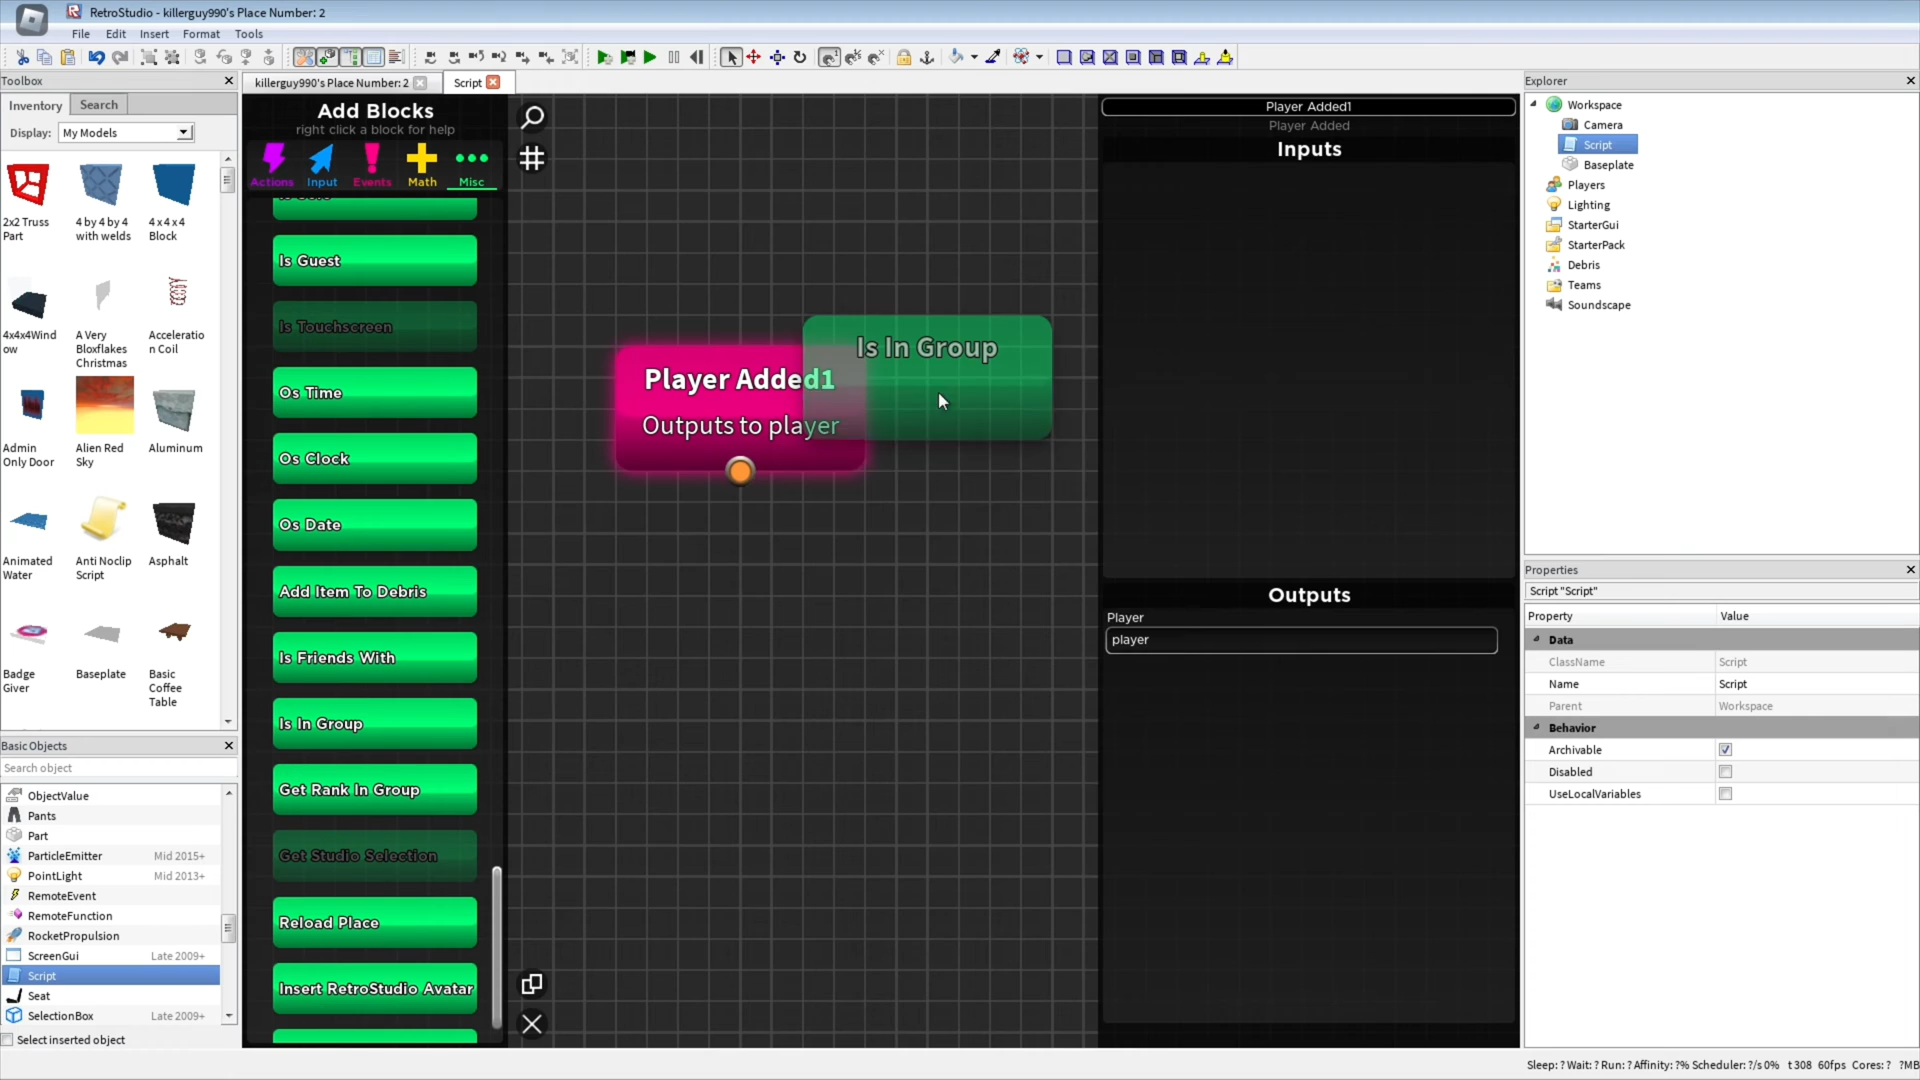 RetroStudio - killerguy990's Place Number: 2
File Edit Insert Format Tools
Toolbox
Inventory Search
Display: My Models
2x2 Truss Part
4 by 4 by 4 with welds
4 x 4 x 4 Block
4x4x4Window
A Very Bloxflakes Christmas
Acceleration Coil
Admin Only Door
Alien Red Sky
Aluminum
Animated Water
Anti Noclip Script
Asphalt
Badge Giver
Baseplate
Basic Coffee Table
Basic Objects
Search object
ObjectValue
Pants
Part
ParticleEmitter Mid 2015+
PointLight Mid 2013+
RemoteEvent
RemoteFunction
RocketPropulsion
ScreenGui Late 2009+
Script
Seat
SelectionBox Late 2009+
Select inserted object
killerguy990's Place Number: 2
Script
Add Blocks
right click a block for help
Actions Input Events Math Misc
Is Guest
Is Touchscreen
Os Time
Os Clock
Os Date
Add Item To Debris
Is Friends With
Is In Group
Get Rank In Group
Get Studio Selection
Reload Place
Insert RetroStudio Avatar
Is In Group
Player Added1
Outputs to player
Player Added1
Player Added
Inputs
Outputs
Player
player
Explorer
Workspace
Camera
Script
Baseplate
Players
Lighting
StarterGui
StarterPack
Debris
Teams
Soundscape
Properties
Script "Script"
Property Value
Data
ClassName Script
Name Script
Parent Workspace
Behavior
Archivable
Disabled
UseLocalVariables
Sleep: ? Wait: ? Run: ? Affinity: ?% Scheduler: ?/s 0% t 308 60fps Cores: ? ?MB